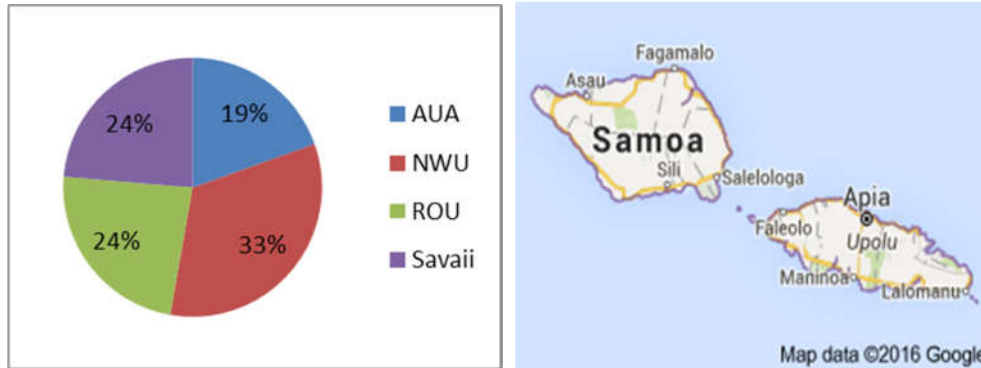 24%
19%
24%
33%
AUA
NWU
ROU
Savaii
Fagamalo
Asau
Samoa
Sili
Salelologa
Apia
Faleolo
Upolu
Maninoa
Lalomanu
Map data ©2016 Google